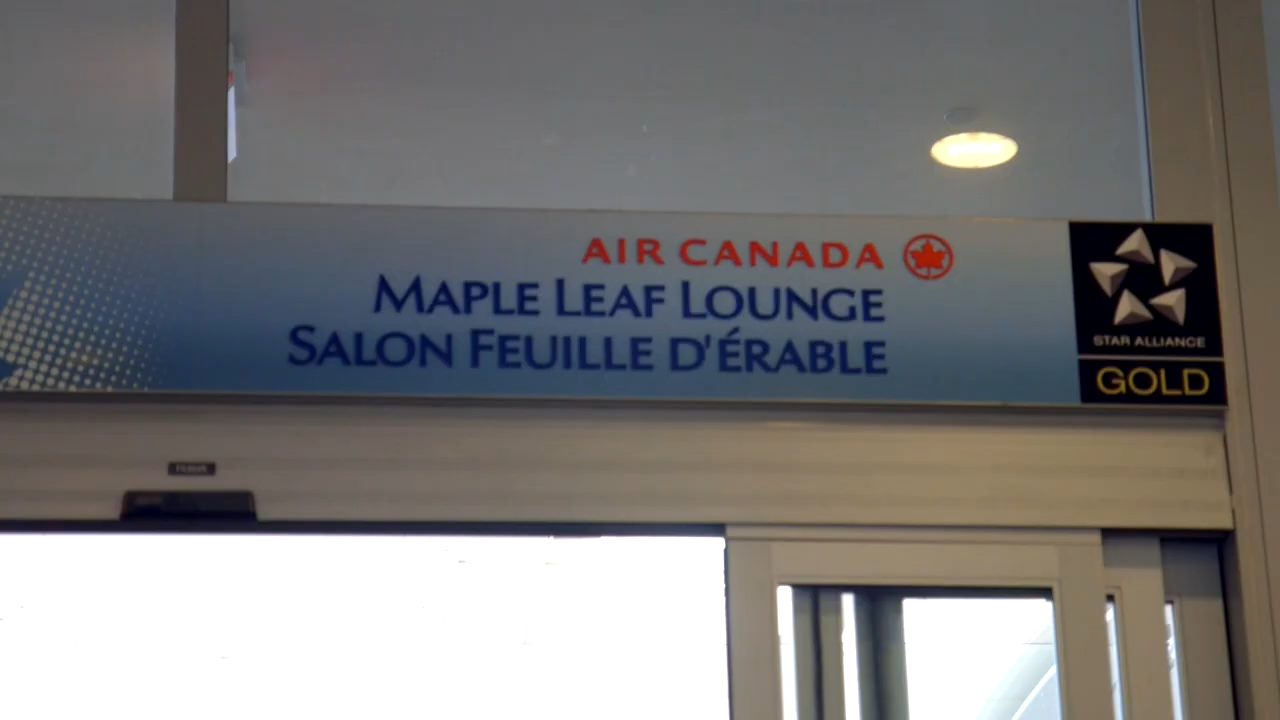 AIR CANADA
MAPLE LEAF LOUNGE
SALON FEUILLE D'ÉRABLE
STAR ALLIANCE
GOLD